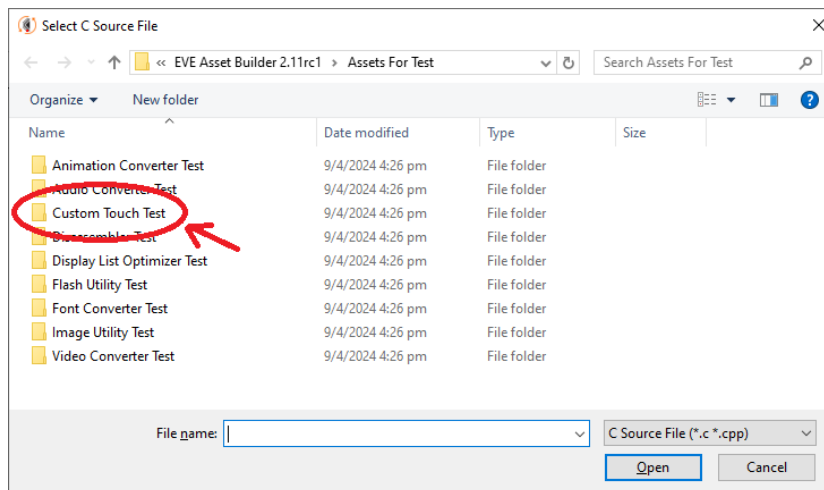 Select C Source File
« EVE Asset Builder 2.11rc1 › Assets For Test Search Assets For Test
Organize New folder
Name Date modified Type Size
Animation Converter Test 9/4/2024 4:26 pm File folder
Audio Converter Test 9/4/2024 4:26 pm File folder
Custom Touch Test 9/4/2024 4:26 pm File folder
Disassembler Test 9/4/2024 4:26 pm File folder
Display List Optimizer Test 9/4/2024 4:26 pm File folder
Flash Utility Test 9/4/2024 4:26 pm File folder
Font Converter Test 9/4/2024 4:26 pm File folder
Image Utility Test 9/4/2024 4:26 pm File folder
Video Converter Test 9/4/2024 4:26 pm File folder
File name: C Source File (*.c *.cpp)
Open Cancel